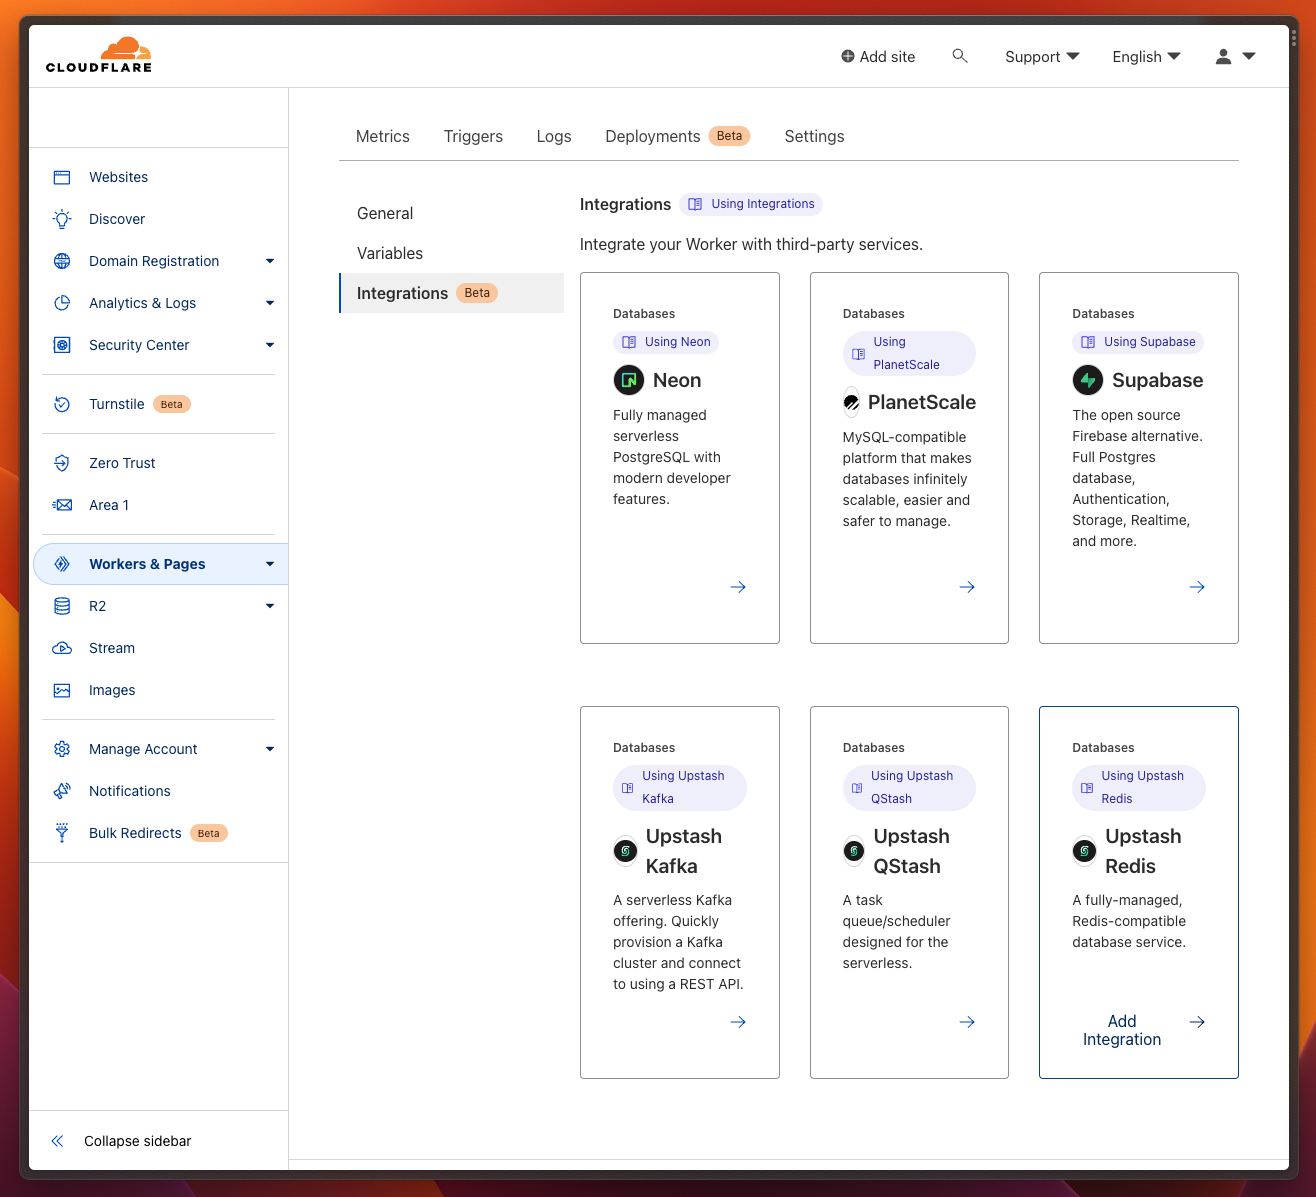 CLOUDFLARE
Add site
Support
English
Websites
Discover
Domain Registration
Analytics & Logs
Security Center
Turnstile Beta
Zero Trust
Area 1
Workers & Pages
R2
Stream
Images
Manage Account
Notifications
Bulk Redirects Beta
Collapse sidebar
Metrics
Triggers
Logs
Deployments Beta
Settings
General
Variables
Integrations Beta
Integrations Using Integrations
Integrate your Worker with third-party services.
Databases
Using Neon
Neon
Fully managed
serverless
PostgreSQL with
modern developer
features.
Databases
Using
PlanetScale
PlanetScale
MySQL-compatible
platform that makes
databases infinitely
scalable, easier and
safer to manage.
Databases
Using Supabase
Supabase
The open source
Firebase alternative.
Full Postgres
database,
Authentication,
Storage, Realtime,
and more.
Databases
Using Upstash
Kafka
Upstash
Kafka
A serverless Kafka
offering. Quickly
provision a Kafka
cluster and connect
to using a REST API.
Databases
Using Upstash
QStash
Upstash
QStash
A task
queue/scheduler
designed for the
serverless.
Databases
Using Upstash
Redis
Upstash
Redis
A fully-managed,
Redis-compatible
database service.
Add
Integration